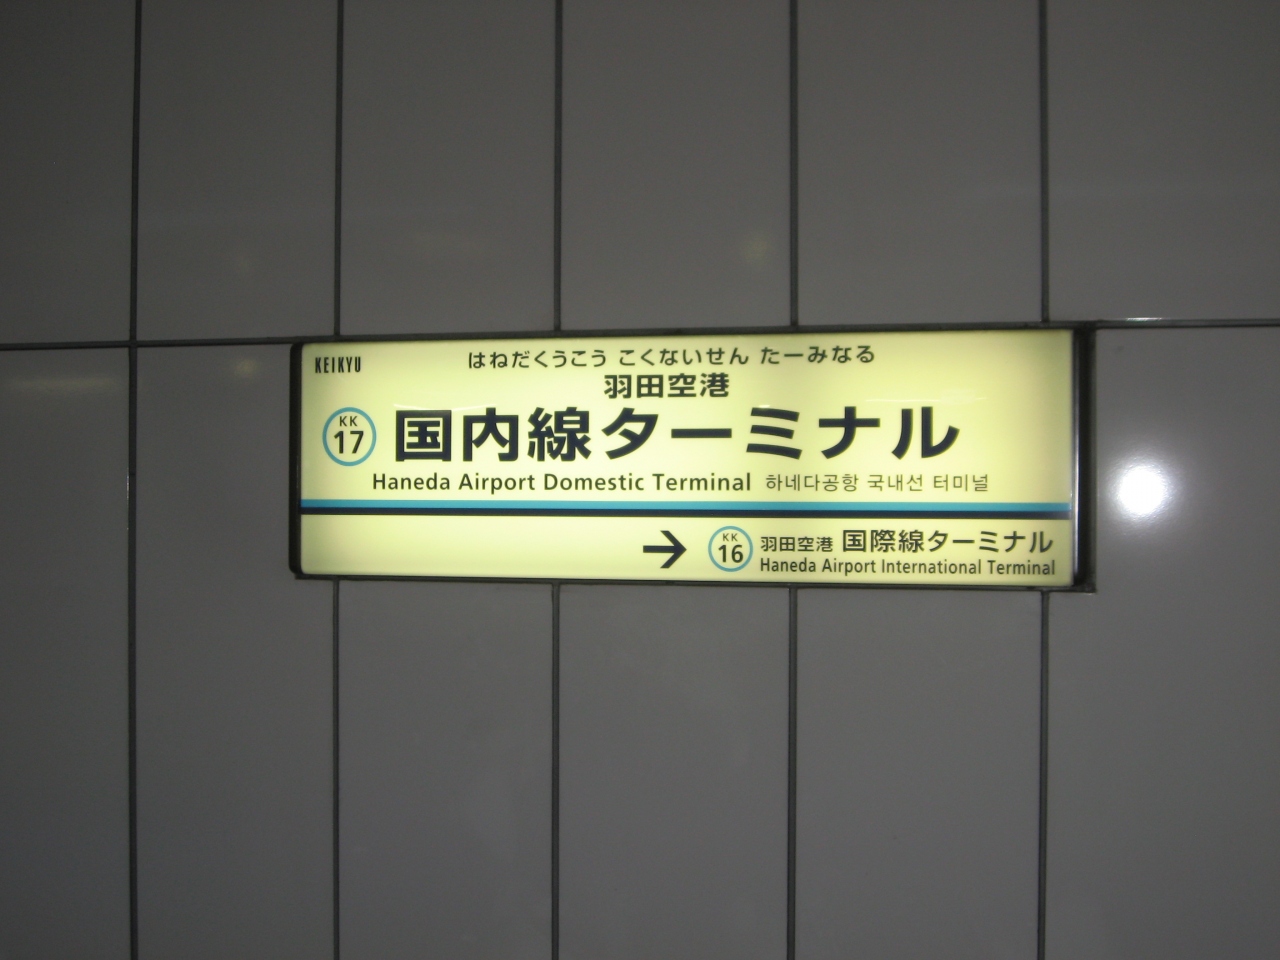 KEIKYU
はねだくうこう こくないせん たーみなる
羽田空港
KK
17
国内線ターミナル
Haneda Airport Domestic Terminal 하네다공항 국내선 터미널
→ KK
16
羽田空港 国際線ターミナル
Haneda Airport International Terminal